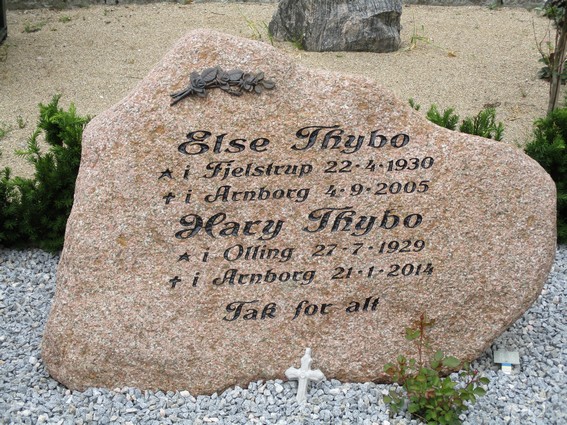 Else Thybo
★ i Fjelstrup 22·4·1930
✝ i Arnborg 4·9·2005
Hary Thybo
★ i Ølling 27·7·1929
✝ i Arnborg 21·1·2014
Tak for alt